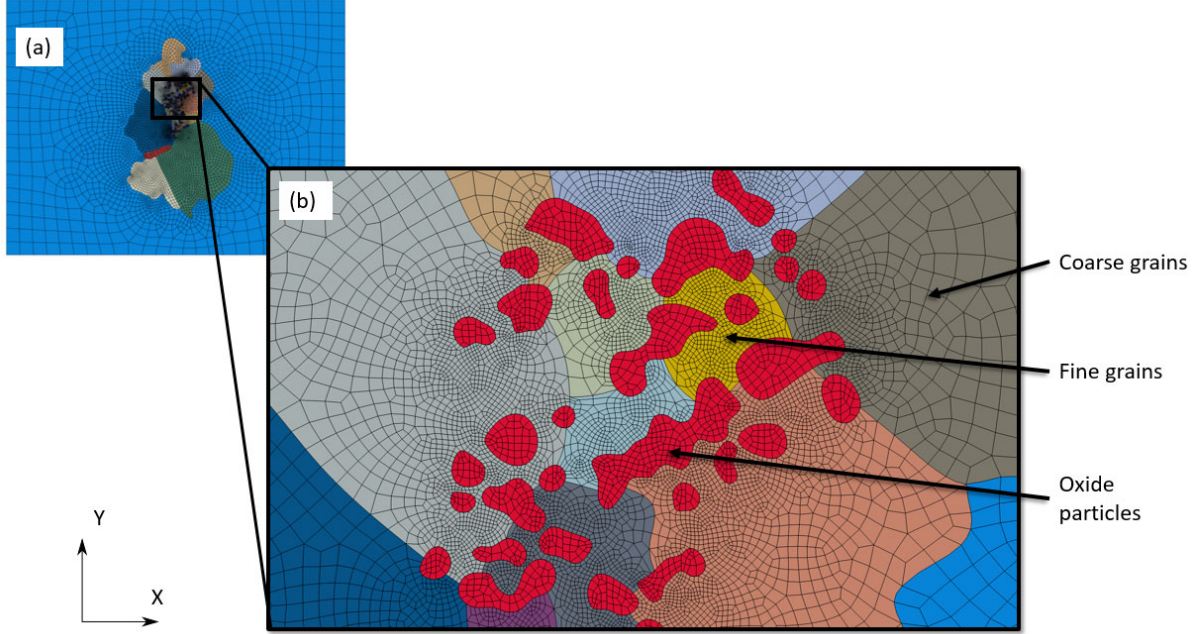 (a)
(b)
Coarse grains
Fine grains
Oxide
particles
Y
X